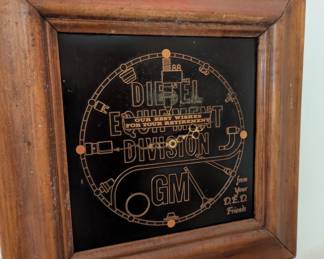 DIESEL
EQUIPMENT
OUR BEST WISHES
FOR YOUR RETIREMENT
DIVISION
GM
from
Your
D.E.D.
Friends